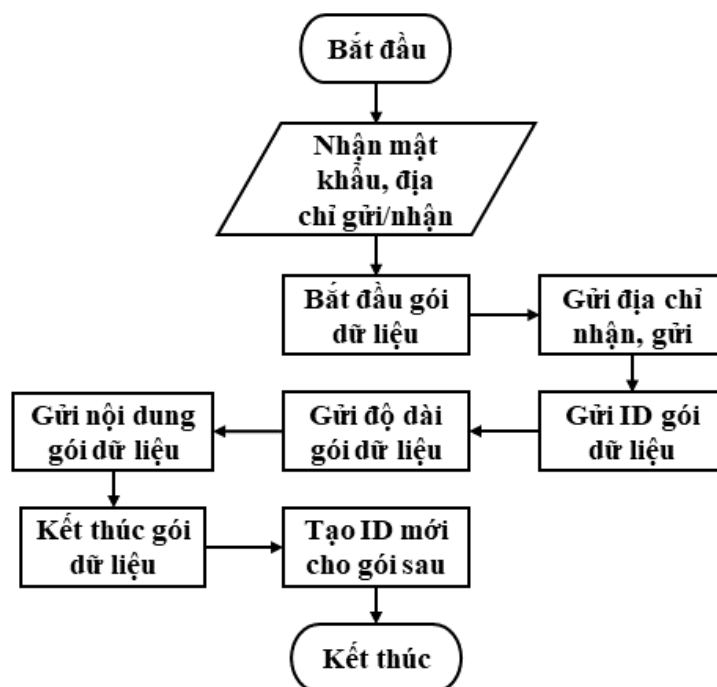 Bắt đầu
Nhận mật
khẩu, địa
chỉ gửi/nhận
Bắt đầu gói
dữ liệu
Gửi địa chỉ
nhận, gửi
Gửi ID gói
dữ liệu
Gửi độ dài
gói dữ liệu
Gửi nội dung
gói dữ liệu
Kết thúc gói
dữ liệu
Tạo ID mới
cho gói sau
Kết thúc